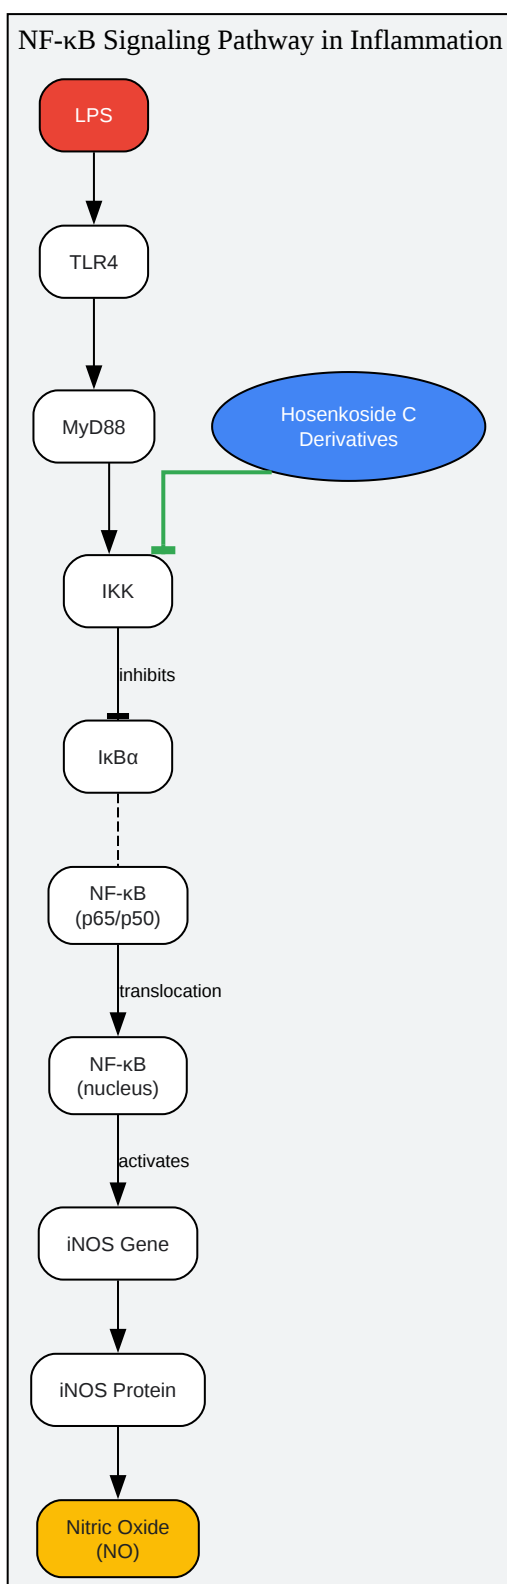 NF-κB Signaling Pathway in Inflammation
LPS
TLR4
MyD88
Hosenkoside C
Derivatives
IKK
inhibits
IκBα
NF-κB
(p65/p50)
translocation
NF-κB
(nucleus)
activates
iNOS Gene
iNOS Protein
Nitric Oxide
(NO)